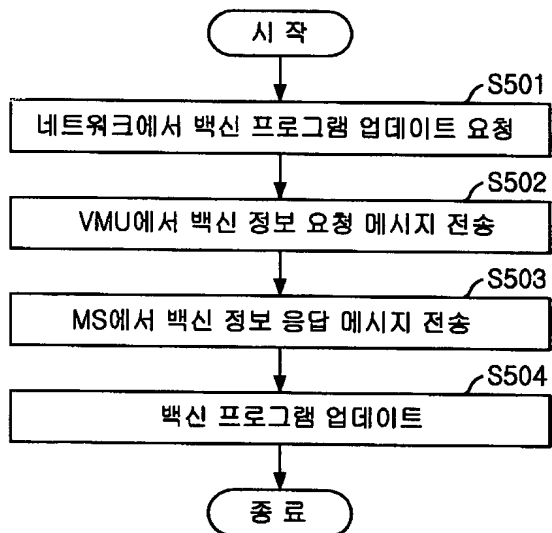 시 작
S501
네트워크에서 백신 프로그램 업데이트 요청
S502
VMU에서 백신 정보 요청 메시지 전송
S503
MS에서 백신 정보 응답 메시지 전송
S504
백신 프로그램 업데이트
종 료